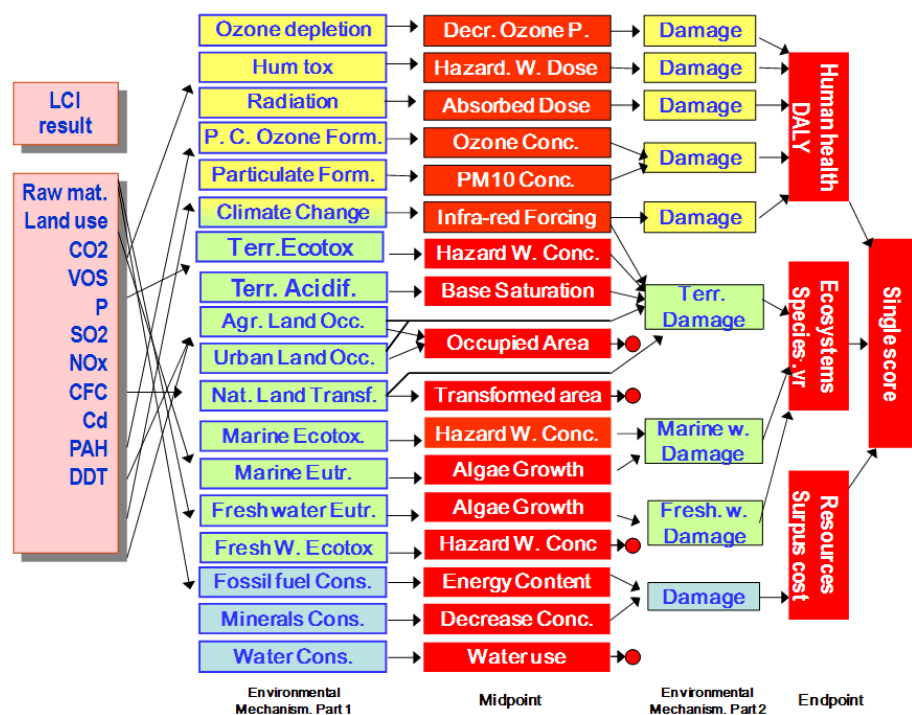 LCI
result
Raw mat.
Land use
CO2
VOS
P
SO2
NOx
CFC
Cd
PAH
DDT
Ozone depletion
Hum tox
Radiation
P. C. Ozone Form.
Particulate Form.
Climate Change
Terr.Ecotox
Terr. Acidif.
Agr. Land Occ.
Urban Land Occ.
Nat. Land Transf.
Marine Ecotox.
Marine Eutr.
Freshwater Eutr.
Fresh W. Ecotox
Fossil fuel Cons.
Minerals Cons.
Water Cons.
Environmental
Mechanism. Part 1
Decr. Ozone P.
Hazard. W. Dose
Absorbed Dose
Ozone Conc.
PM10 Conc.
Infra-red Forcing
Hazard W. Conc.
Base Saturation
Occupied Area
Transformed area
Hazard W. Conc.
Algae Growth
Algae Growth
Hazard W. Conc
Energy Content
Decrease Conc.
Water use
Midpoint
Damage
Damage
Damage
Damage
Damage
Terr.
Damage
Marine w.
Damage
Fresh. w.
Damage
Damage
Environmental
Mechanism. Part 2
Human health
DALY
Ecosystems
Species. yr
Resources
Surpus cost
Endpoint
Single score